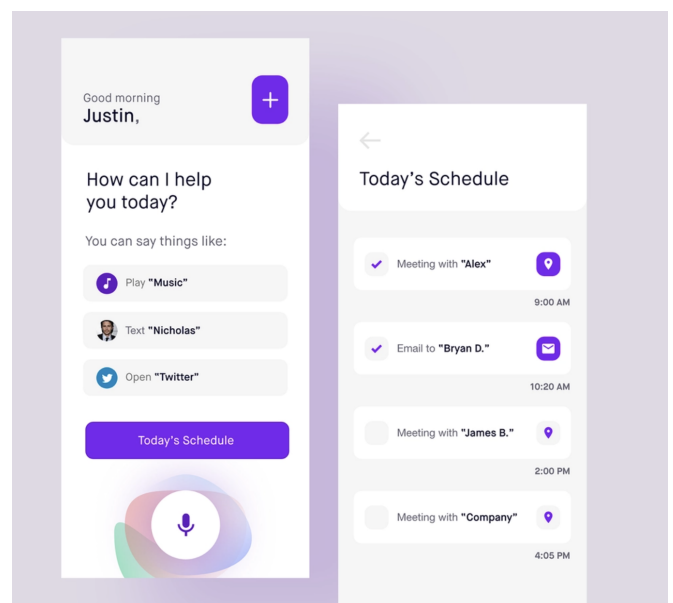 Good morning
Justin,
How can I help
you today?
You can say things like:
Play "Music"
Text "Nicholas"
Open "Twitter"
Today's Schedule
Today's Schedule
Meeting with "Alex"
9:00 AM
Email to "Bryan D."
10:20 AM
Meeting with "James B."
2:00 PM
Meeting with "Company"
4:05 PM